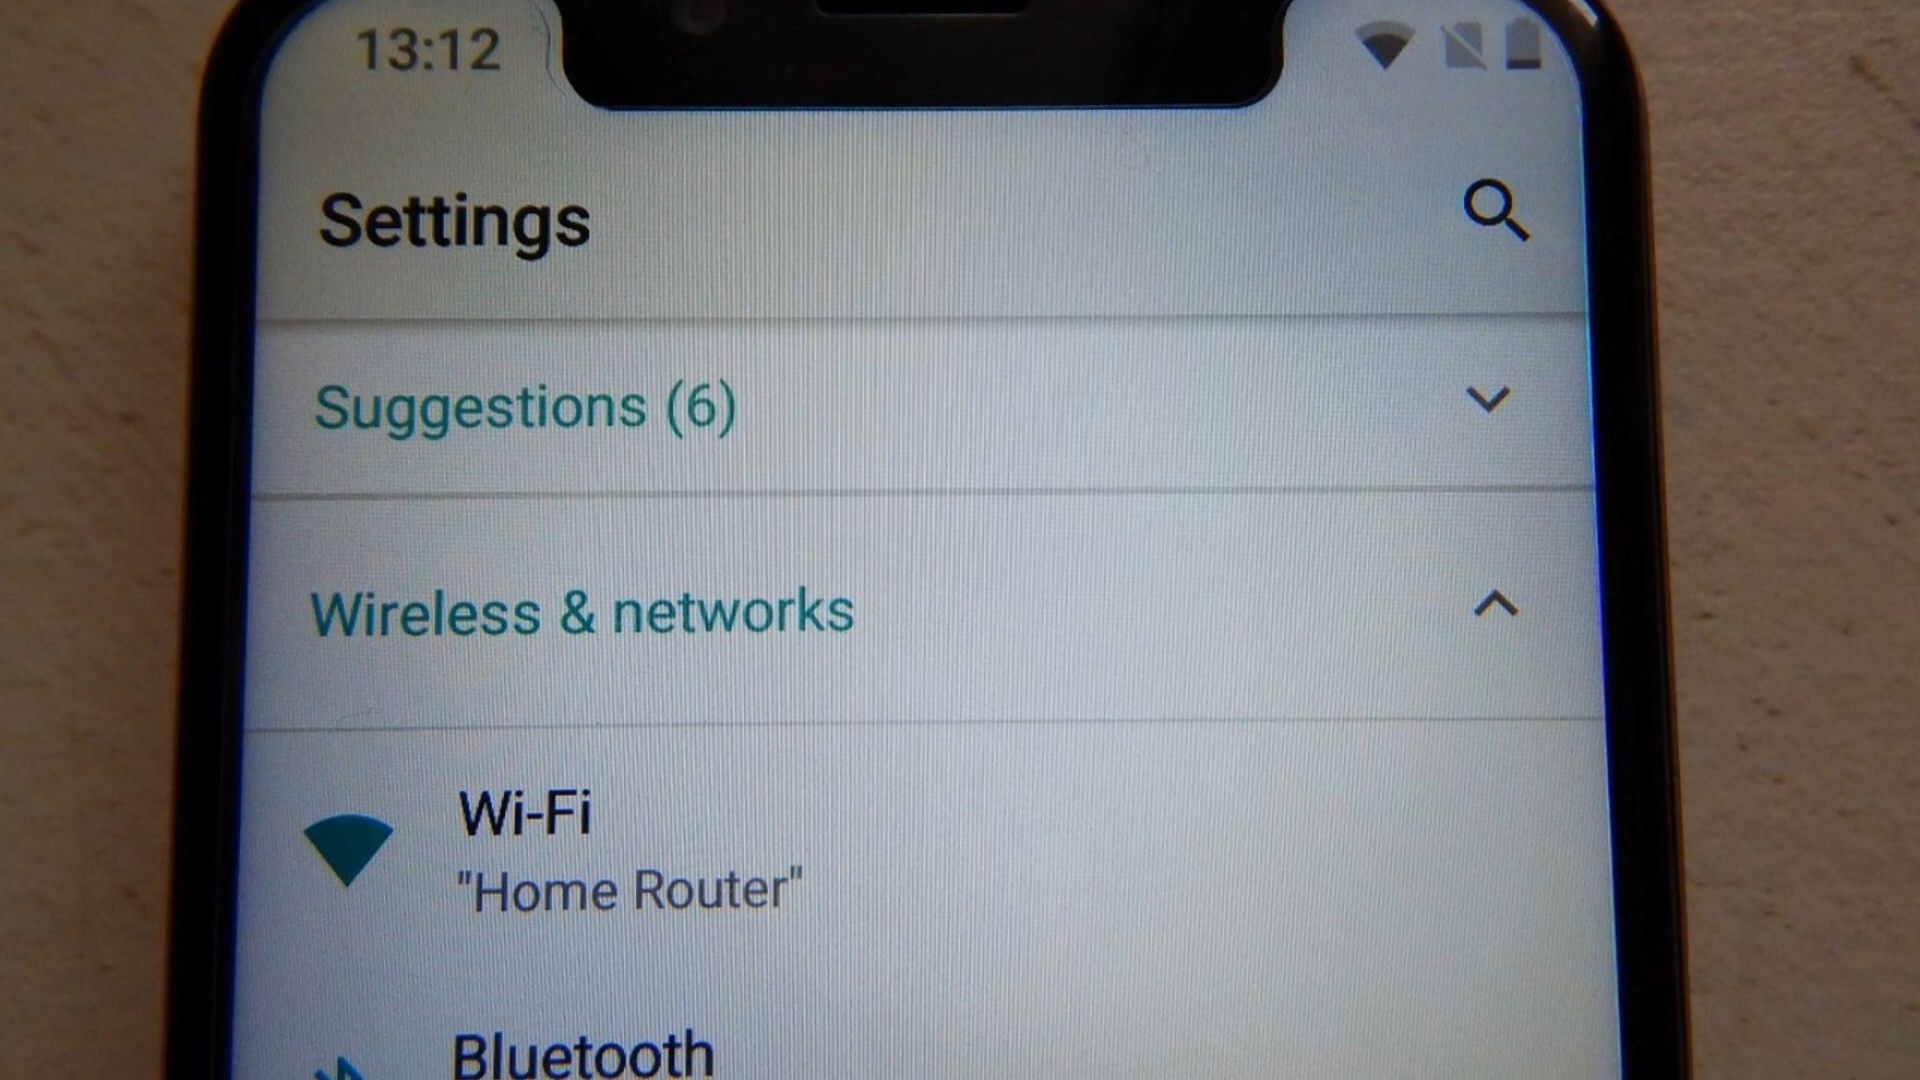 13:12
Settings
Suggestions (6)
Wireless & networks
Wi-Fi
"Home Router"
Bluetooth